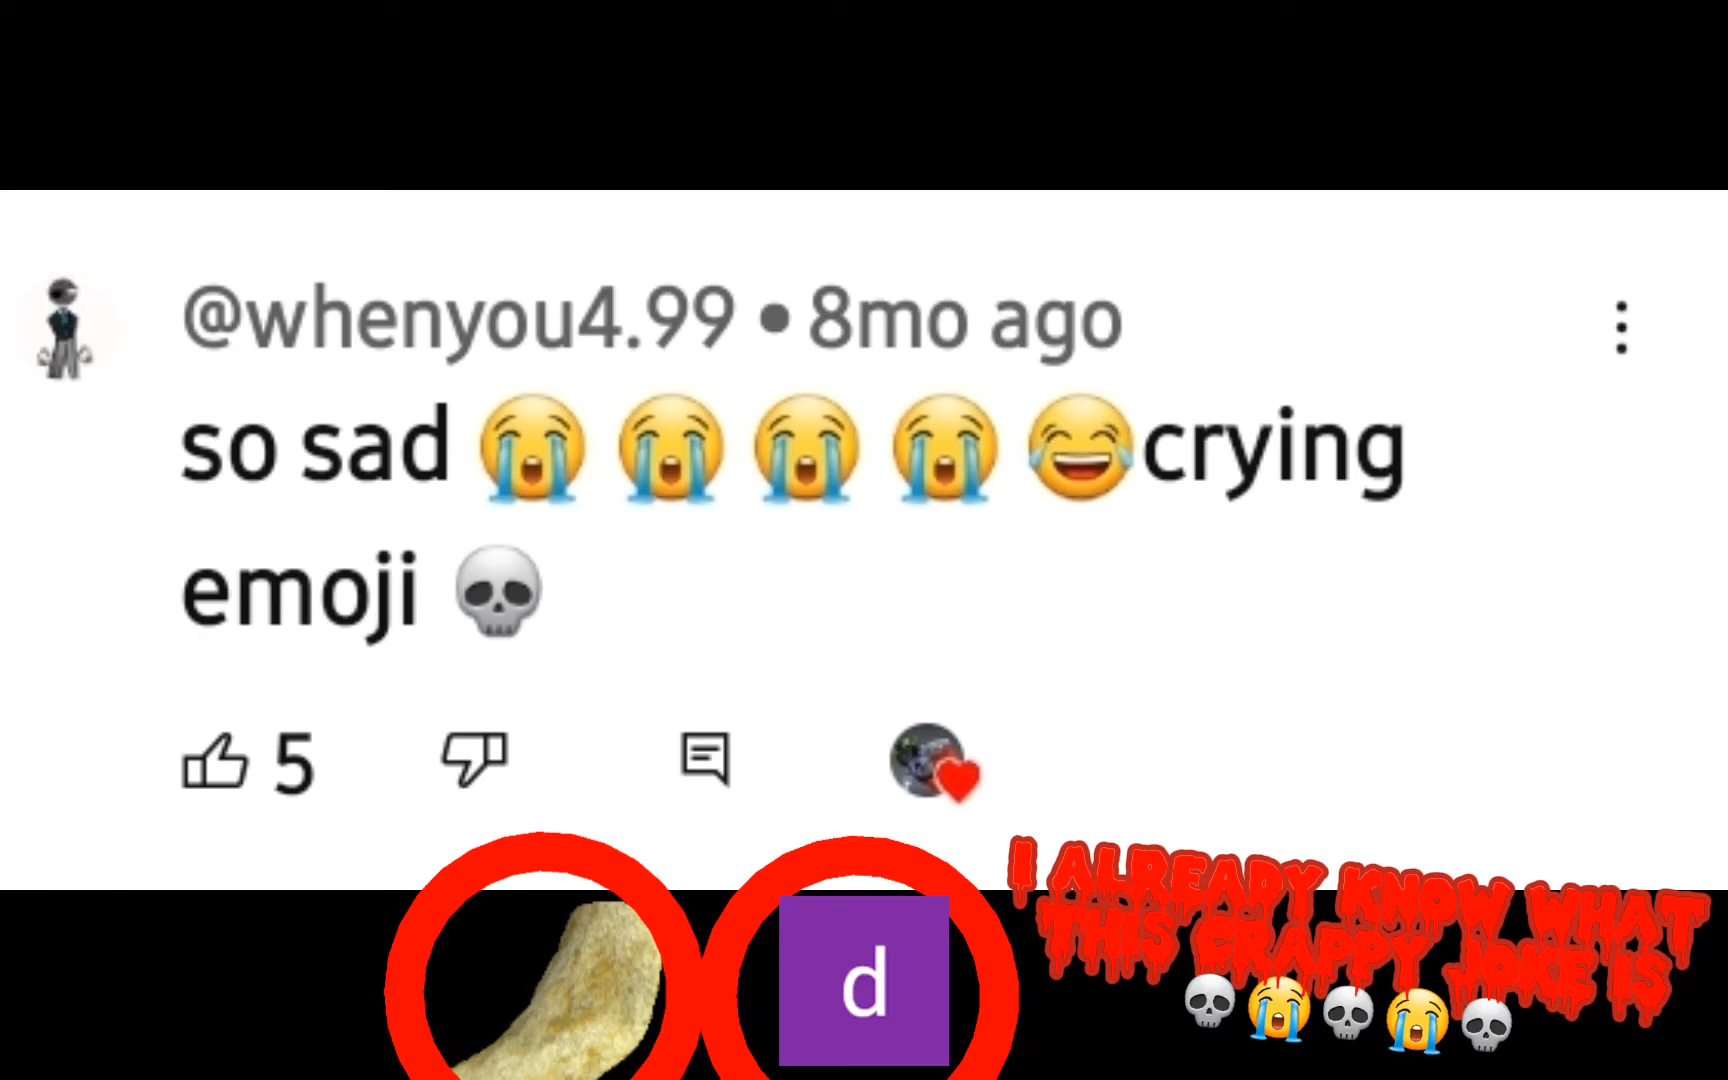 @whenyou4.99 • 8mo ago
so sad 😭 😭 😭 😭 😂crying
emoji 💀
5
d
I ALREADY KNOW WHAT
THIS CRAPPY JOKE IS
💀😭💀😭💀